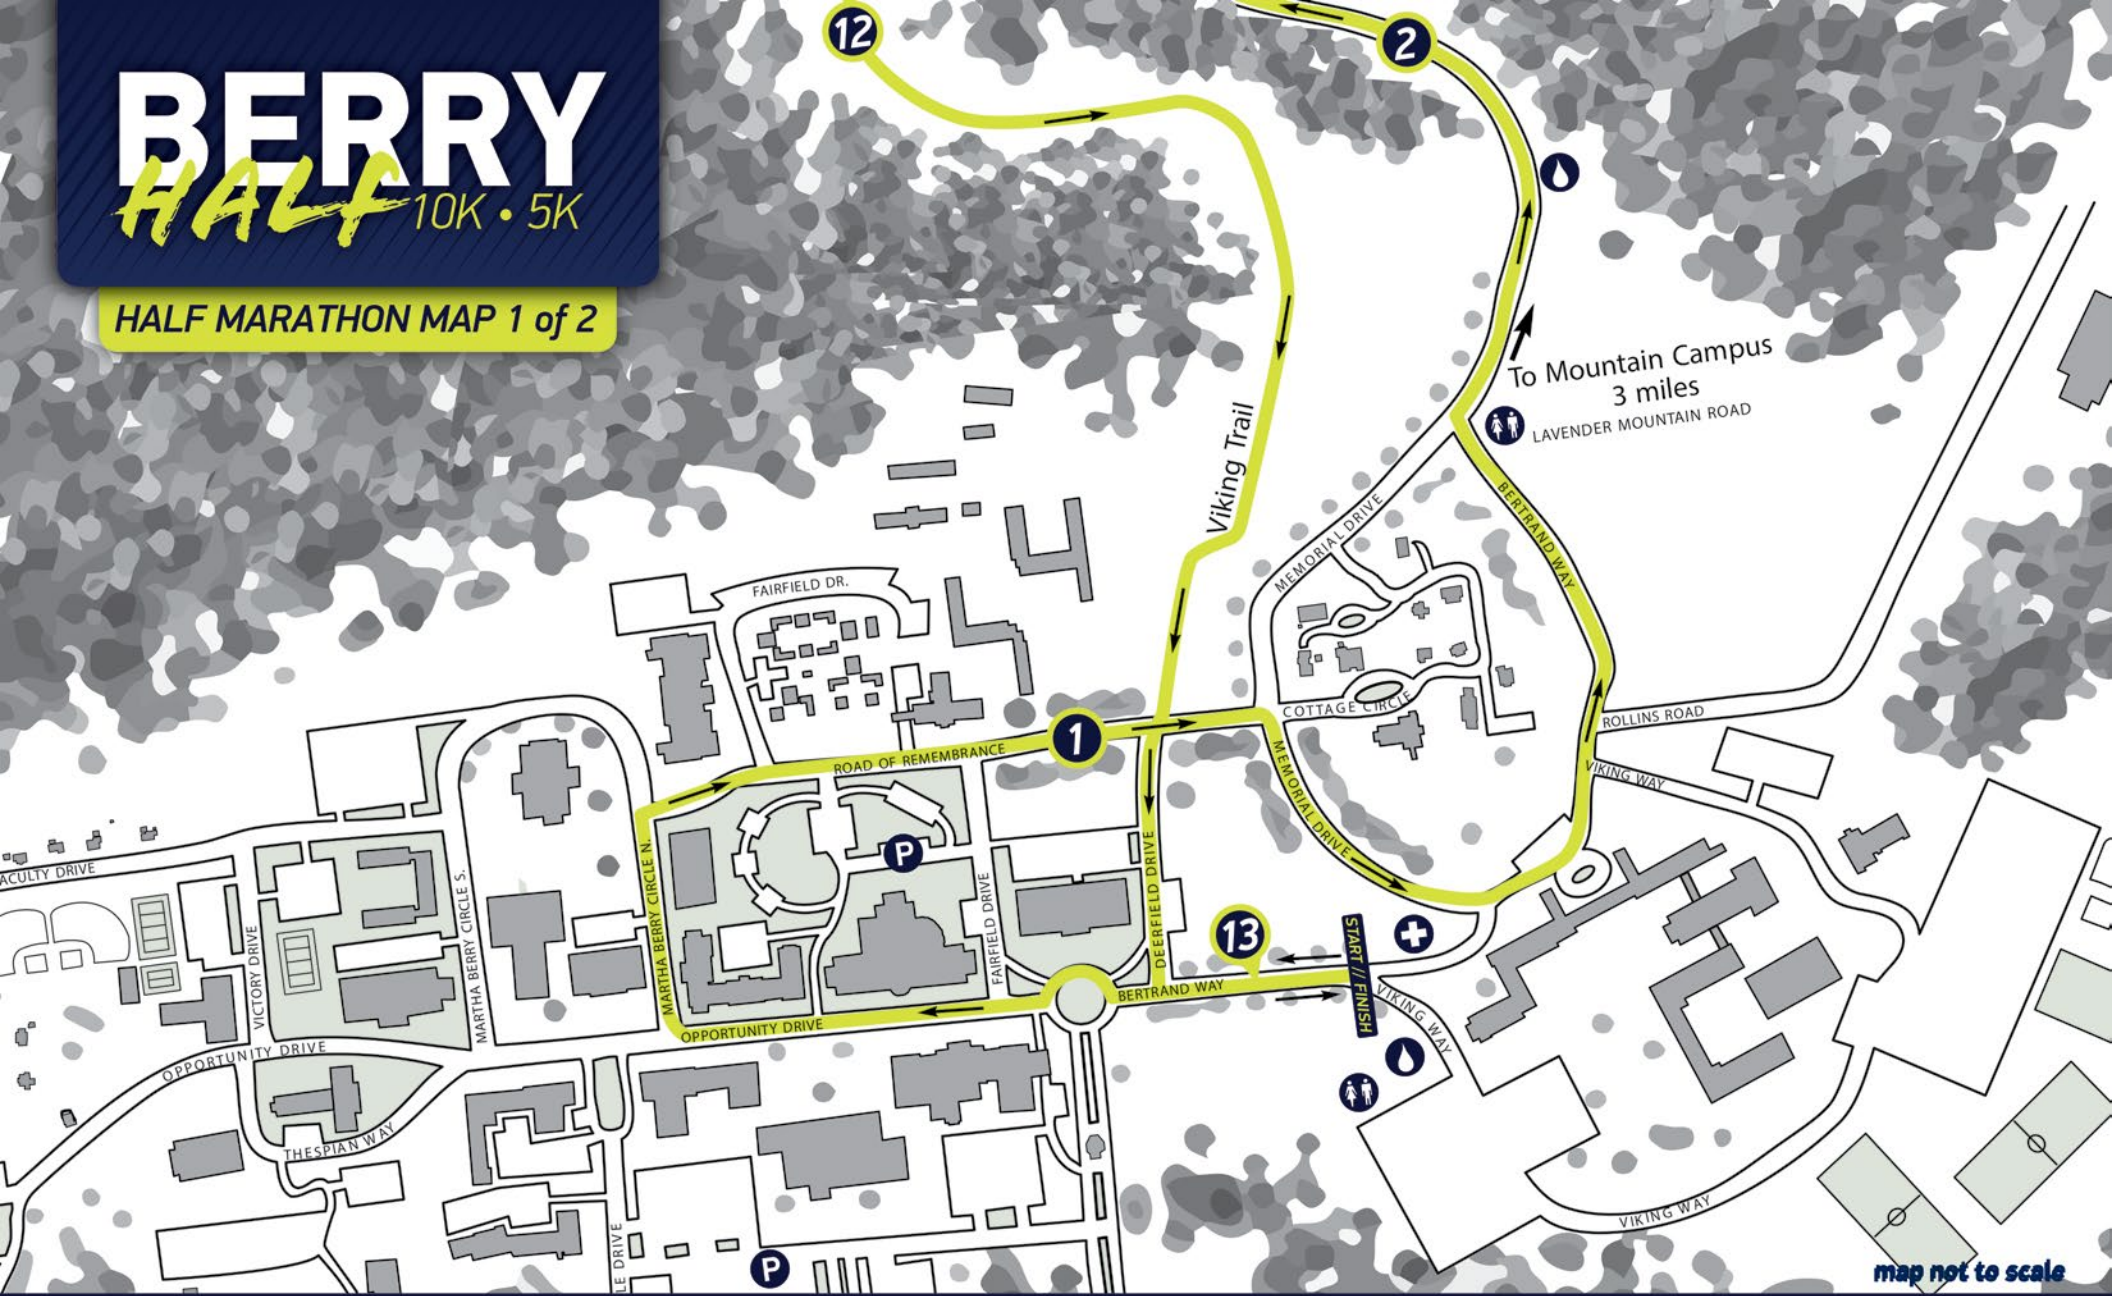 BERRY
HALF 10K • 5K
HALF MARATHON MAP 1 of 2
12
2
To Mountain Campus
3 miles
LAVENDER MOUNTAIN ROAD
Viking Trail
MEMORIAL DRIVE
BERTRAND WAY
FAIRFIELD DR.
COTTAGE CIRCLE
ROLLINS ROAD
1
ROAD OF REMBRANCE
MEMORIAL DRIVE
VIKING WAY
P
ACULTY DRIVE
MARTHA BERRY CIRCLE N.
MARTHA BERRY CIRCLE S.
VICTORY DRIVE
FAIRFIELD DRIVE
DEERFIELD DRIVE
13
START // FINISH
BERTRAND WAY
VIKING WAY
OPPORTUNITY DRIVE
OPPORTUNITY DRIVE
THESPIAN WAY
LE DRIVE
P
VIKING WAY
map not to scale